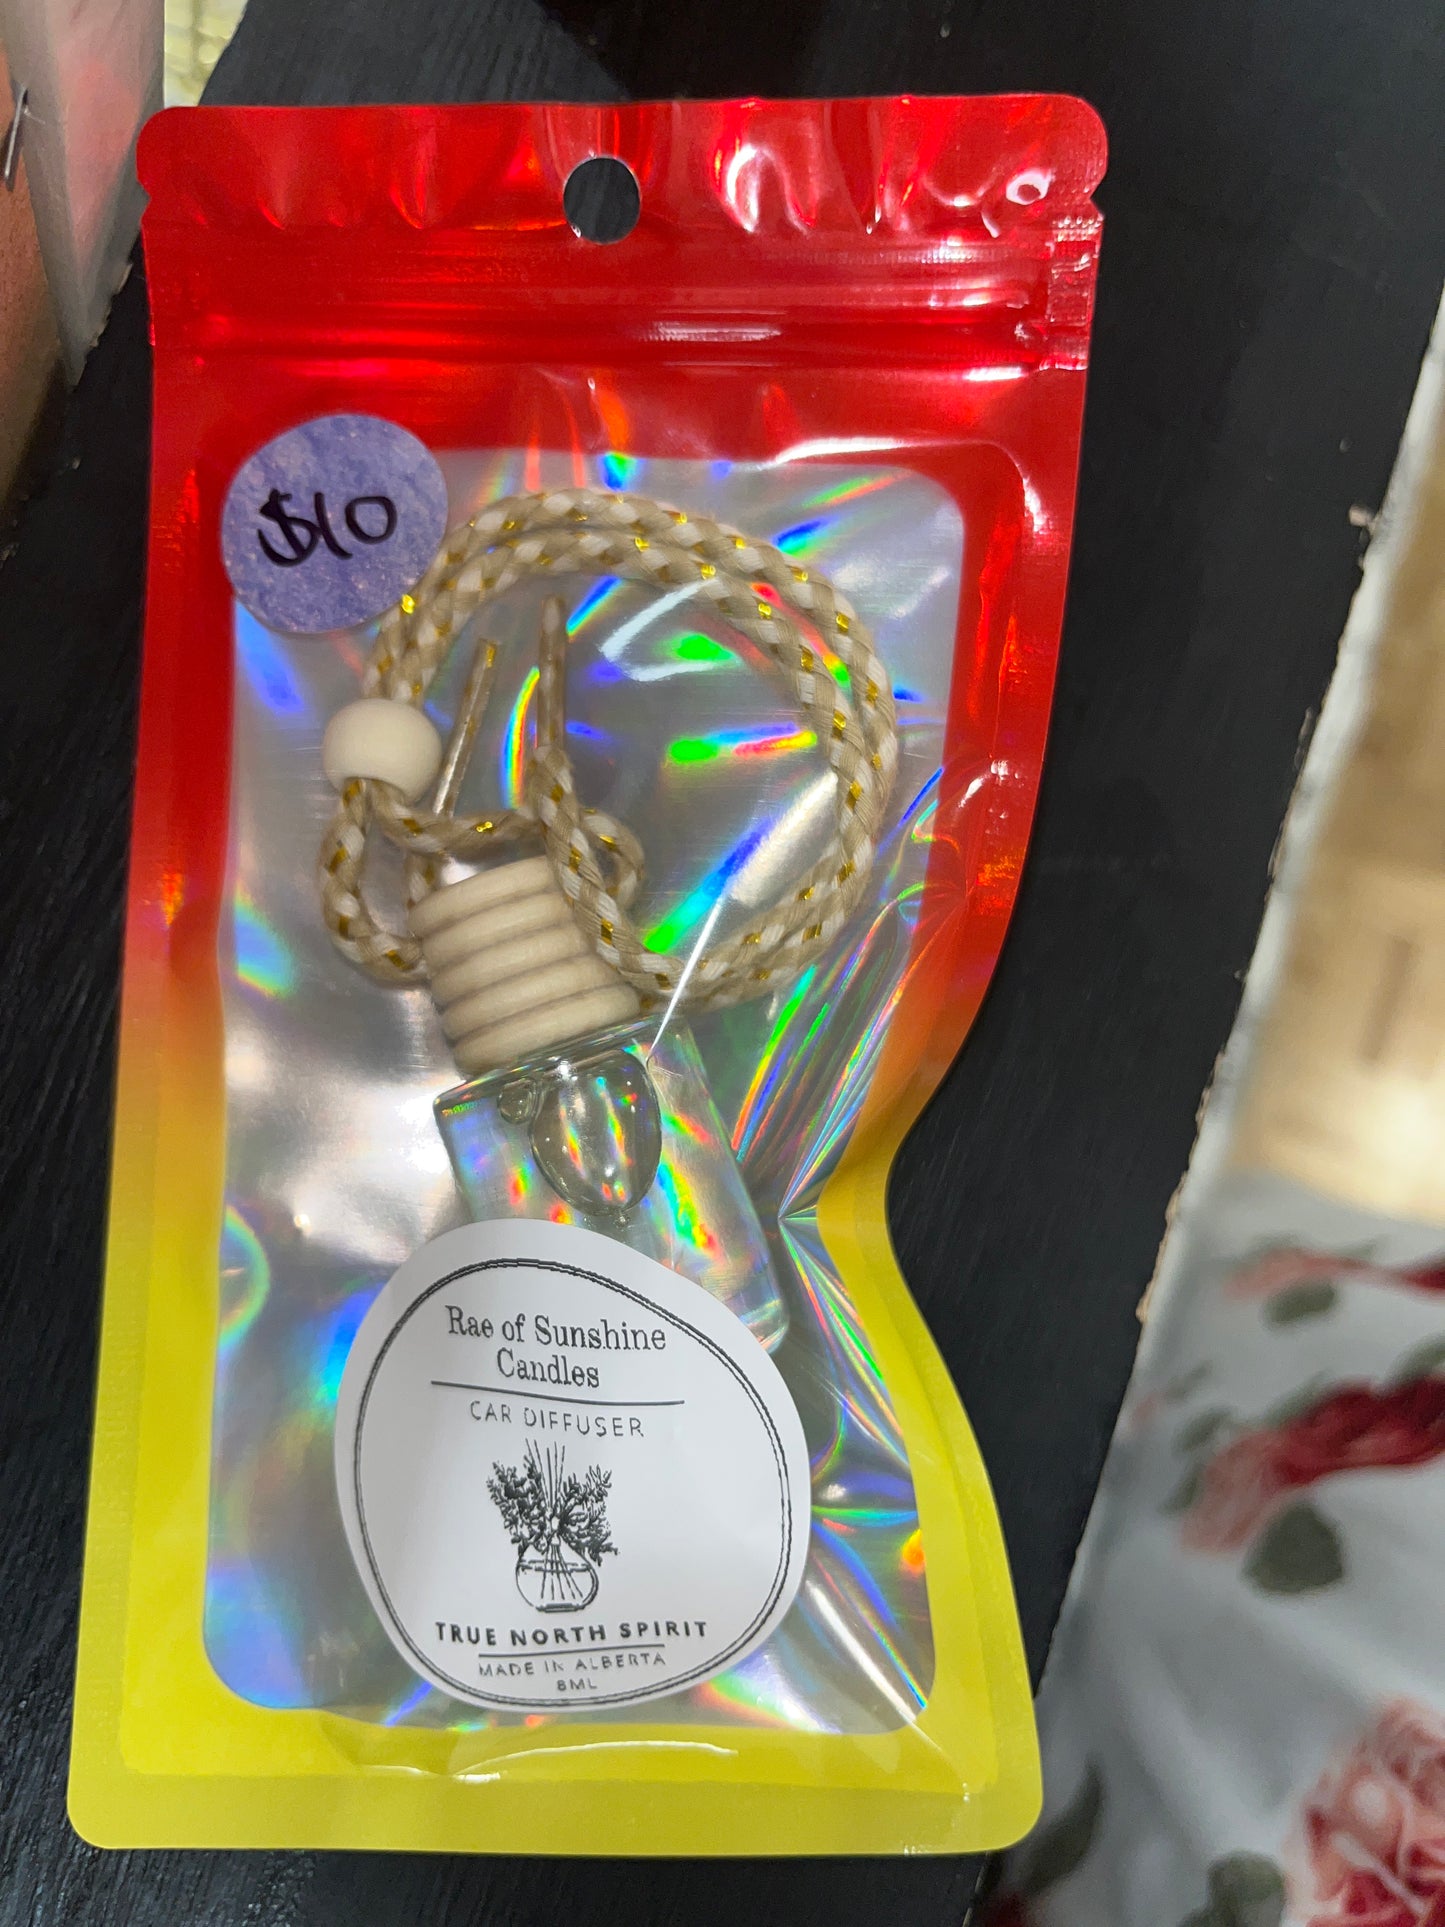 $10
Rae of Sunshine
Candles
CAR DIFFUSER
TRUE NORTH SPIRIT
MADE IN ALBERTA
8ML